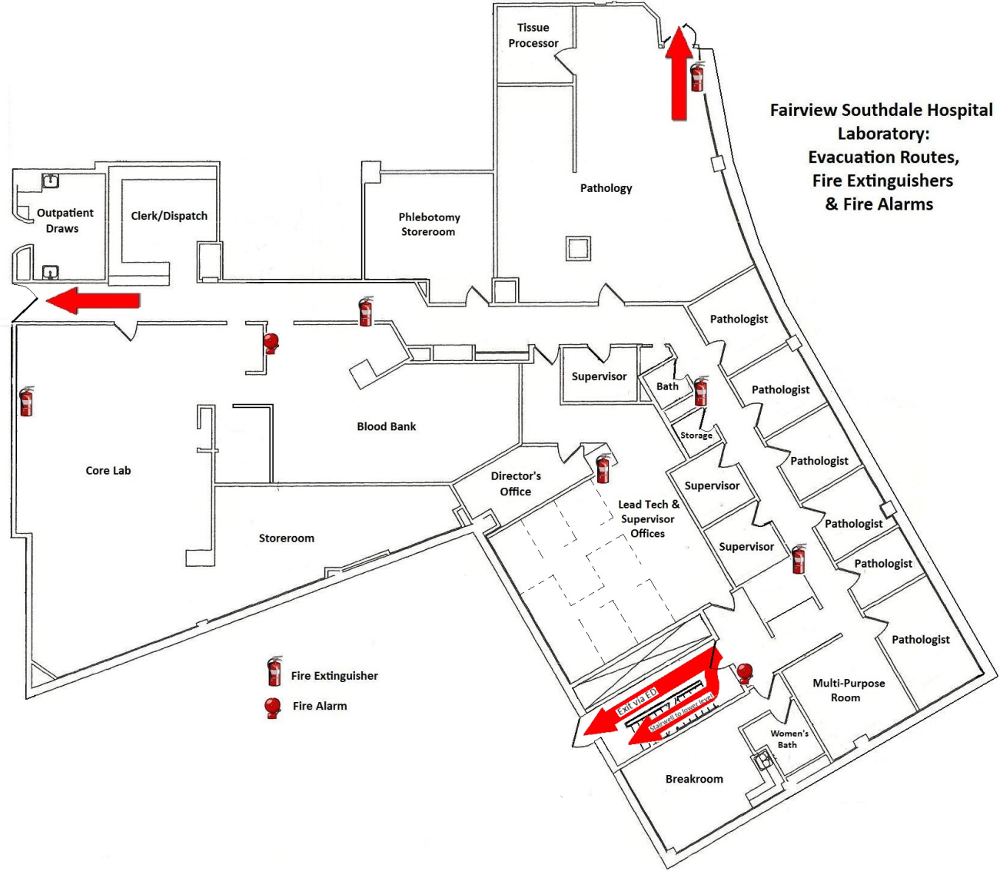 Tissue
Processor
Fairview Southdale Hospital
Laboratory:
Evacuation Routes,
Fire Extinguishers
& Fire Alarms
Pathology
Outpatient
Draws
Clerk/Dispatch
Phlebotomy
Storeroom
Pathologist
Supervisor
Bath
Pathologist
Blood Bank
Storage
Core Lab
Pathologist
Director's
Office
Supervisor
Lead Tech &
Supervisor
Offices
Pathologist
Storeroom
Supervisor
Pathologist
Pathologist
Fire Extinguisher
Fire Alarm
Multi-Purpose
Room
Exit via ED
Stairwell to lower level
Women's
Bath
Breakroom